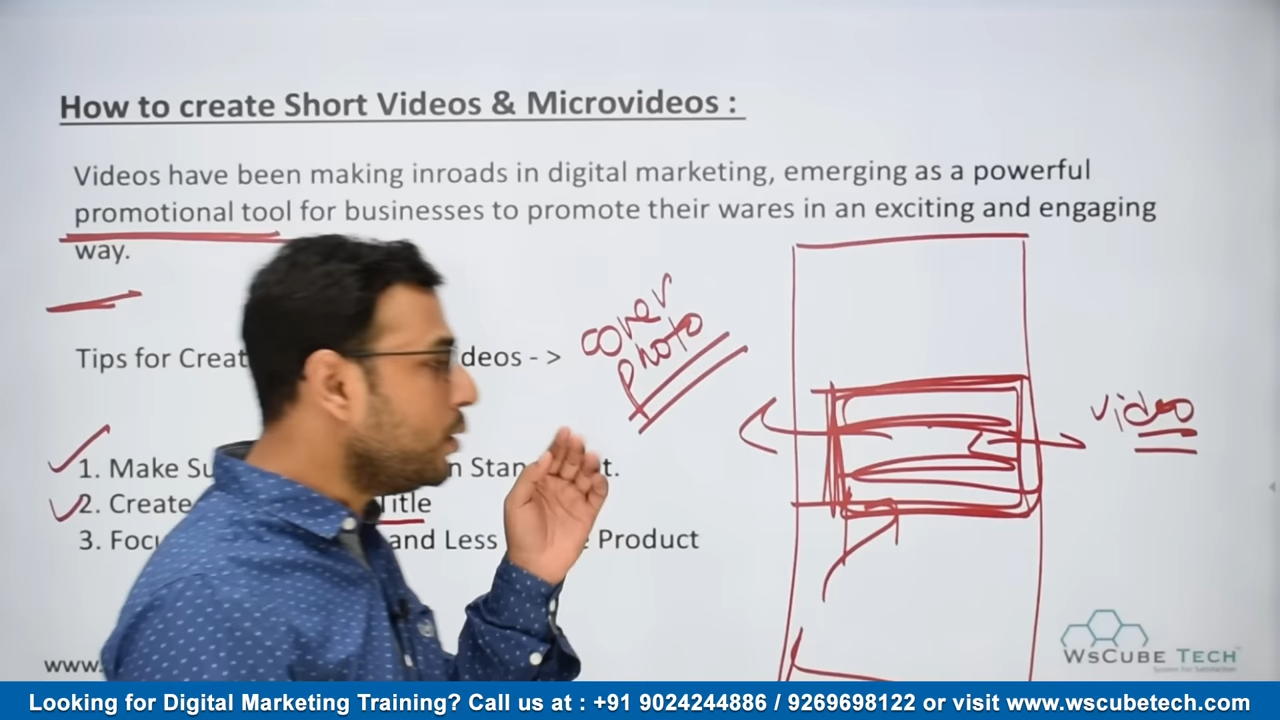 How to create Short Videos & Microvideos :
Videos have been making inroads in digital marketing, emerging as a powerful
promotional tool for businesses to promote their wares in an exciting and engaging
way.
Tips for Creat deos - >
cover
photo
video
1. Make Su n Stan t.
2. Create Title
3. Foc and Less Product
www.
WsCube Tech
Looking for Digital Marketing Training? Call us at : +91 9024244886 / 9269698122 or visit www.wscubetech.com